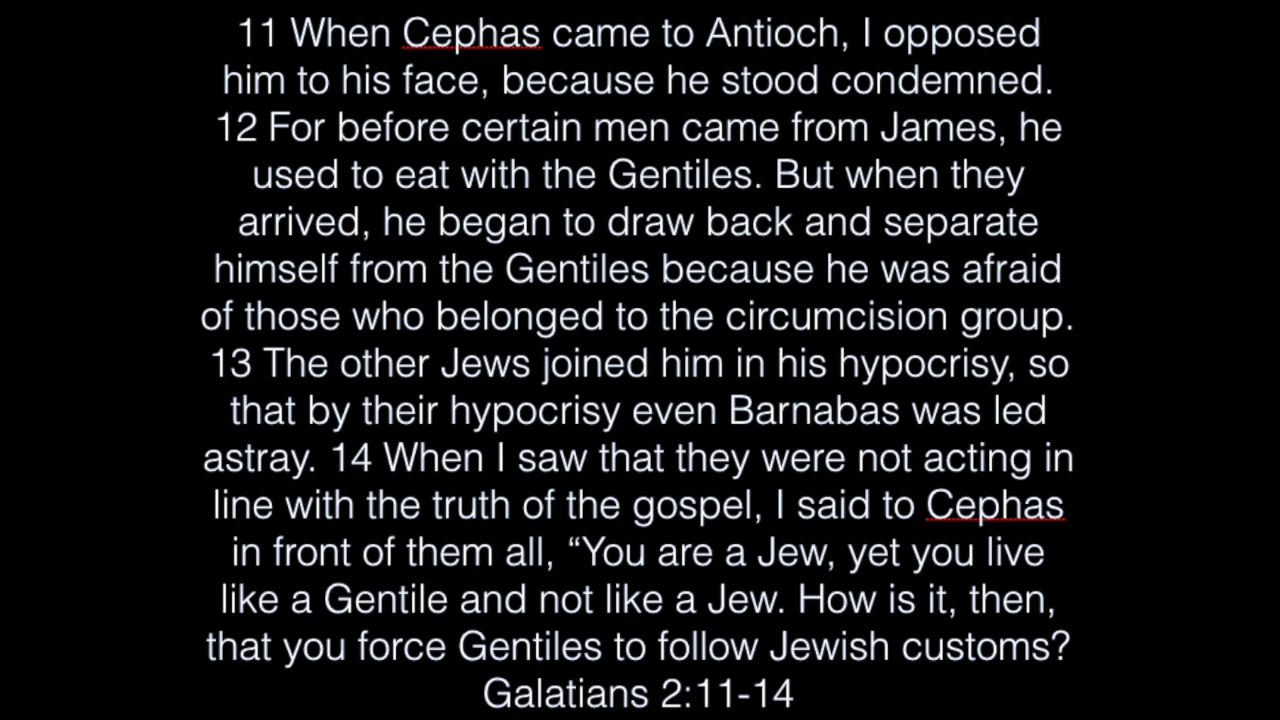 11 When Cephas came to Antioch, I opposed
him to his face, because he stood condemned.
12 For before certain men came from James, he
used to eat with the Gentiles. But when they
arrived, he began to draw back and separate
himself from the Gentiles because he was afraid
of those who belonged to the circumcision group.
13 The other Jews joined him in his hypocrisy, so
that by their hypocrisy even Barnabas was led
astray. 14 When I saw that they were not acting in
line with the truth of the gospel, I said to Cephas
in front of them all, “You are a Jew, yet you live
like a Gentile and not like a Jew. How is it, then,
that you force Gentiles to follow Jewish customs?
Galatians 2:11-14